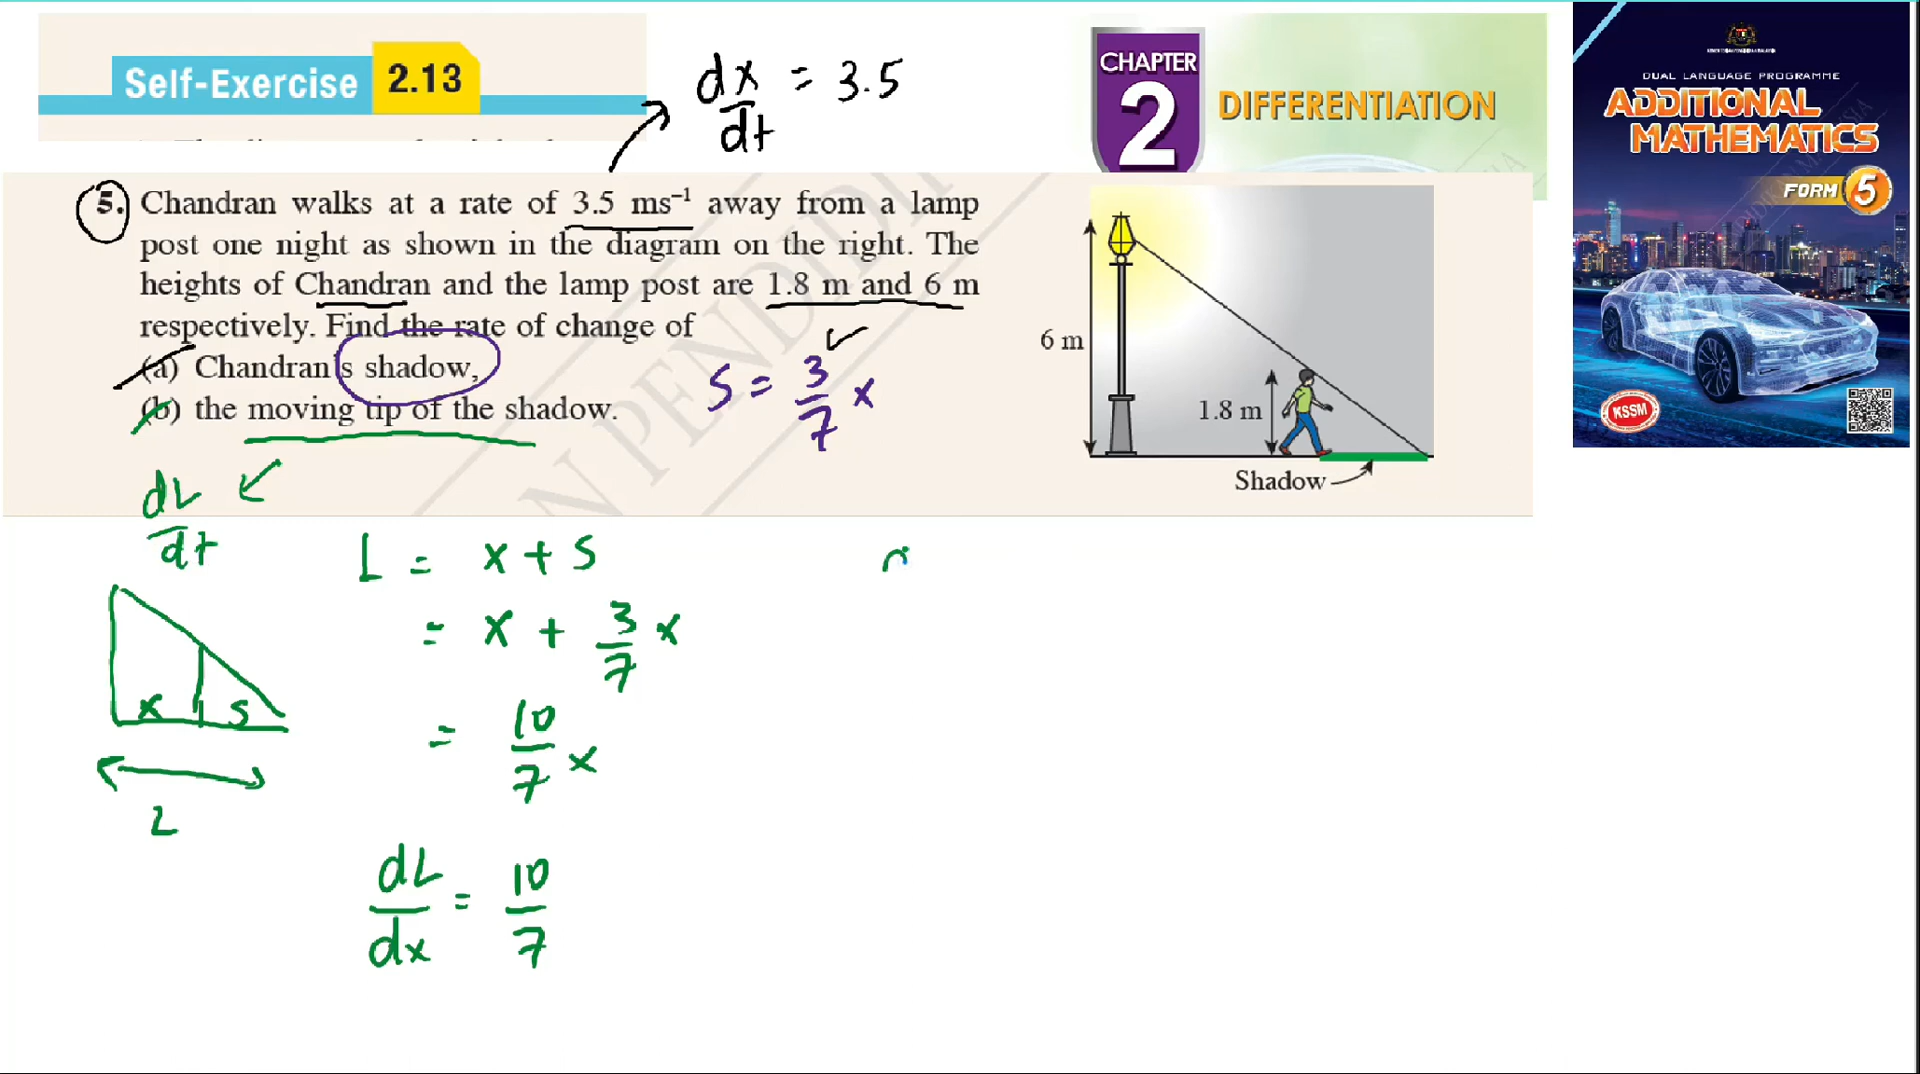 Self-Exercise 2.13
dx/dt = 3.5
CHAPTER
2
DIFFERENTIATION
DUAL LANGUAGE PROGRAMME
ADDITIONAL
MATHEMATICS
FORM 5
KSSM
5. Chandran walks at a rate of 3.5 ms⁻¹ away from a lamp
post one night as shown in the diagram on the right. The
heights of Chandran and the lamp post are 1.8 m and 6 m
respectively. Find the rate of change of
(a) Chandran's shadow,
(b) the moving tip of the shadow.
S = 3/7 x
6 m
1.8 m
Shadow
dL/dt
L = x + S
= x + 3/7 x
= 10/7 x
x S
L
dL/dx = 10/7